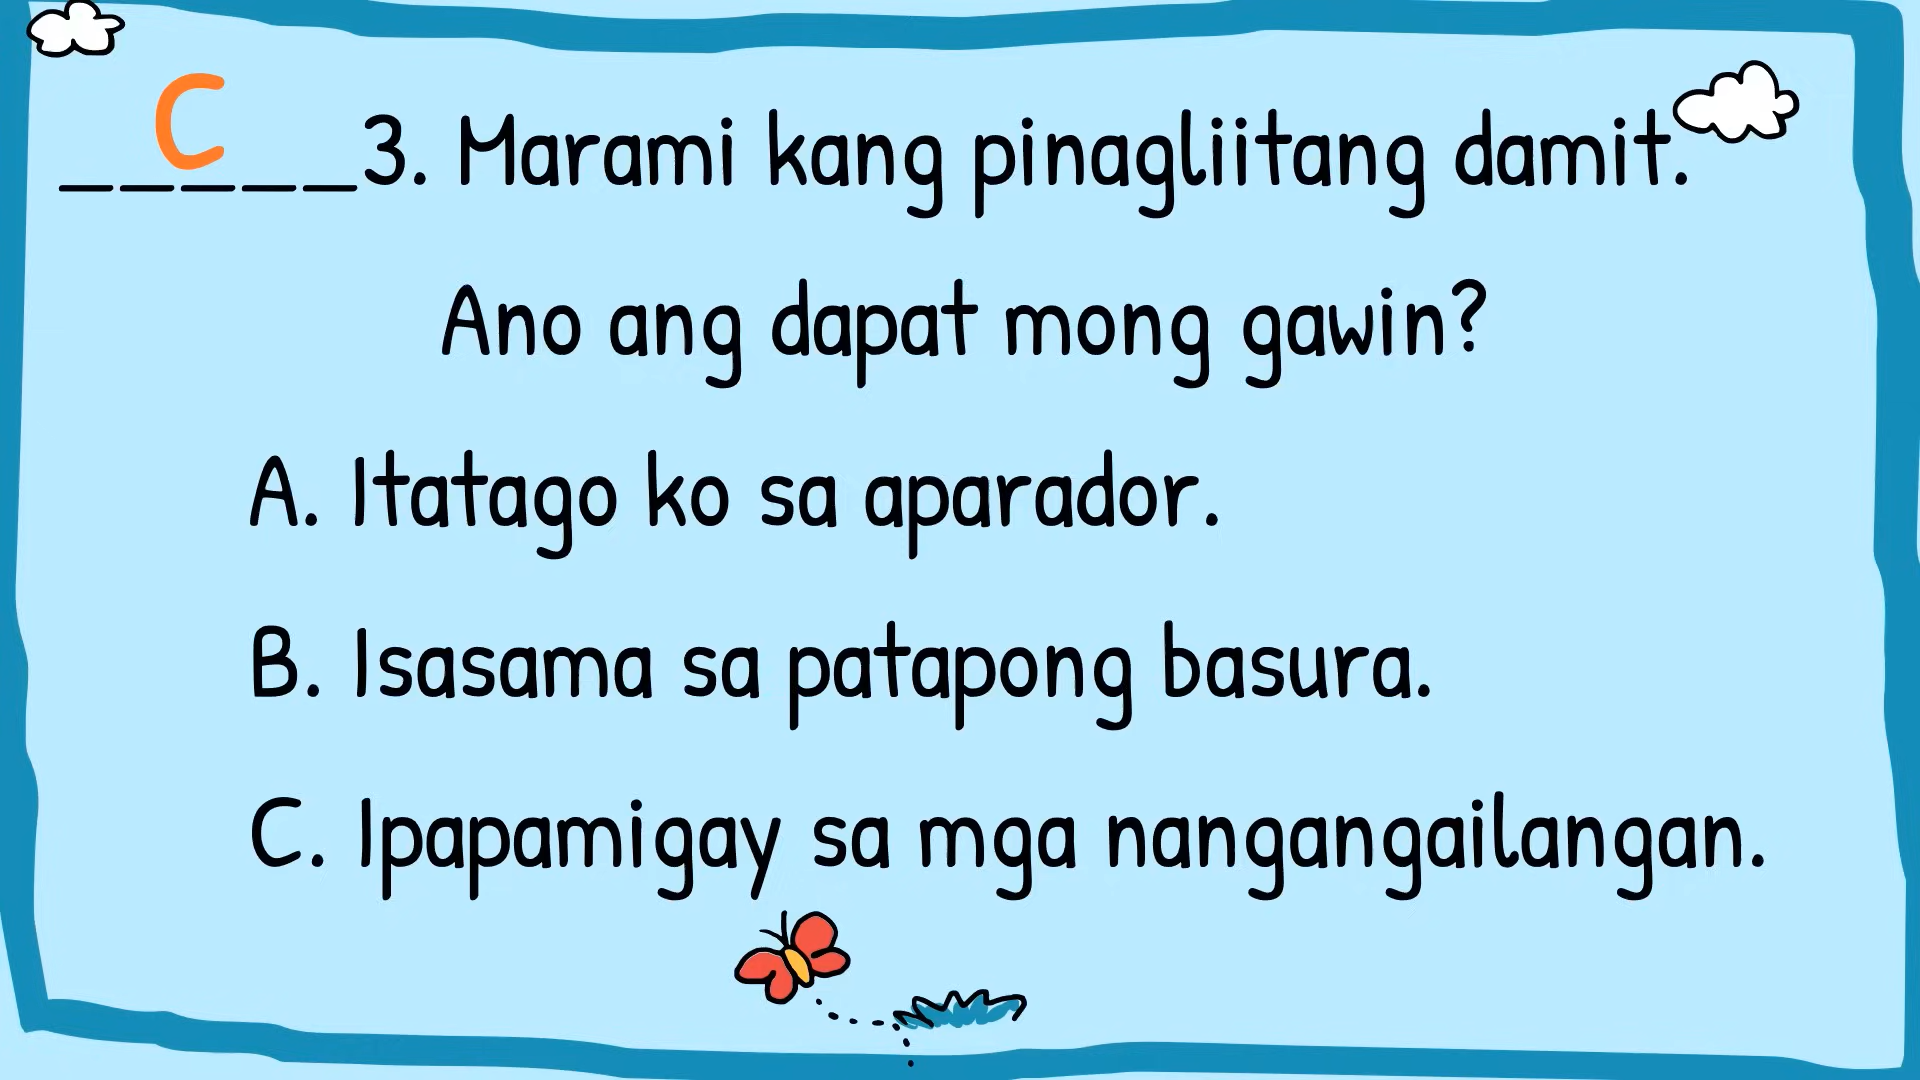 C
_____3. Marami kang pinagliitang damit.
Ano ang dapat mong gawin?
A. Itatago ko sa aparador.
B. Isasama sa patapong basura.
C. Ipapamigay sa mga nangangailangan.